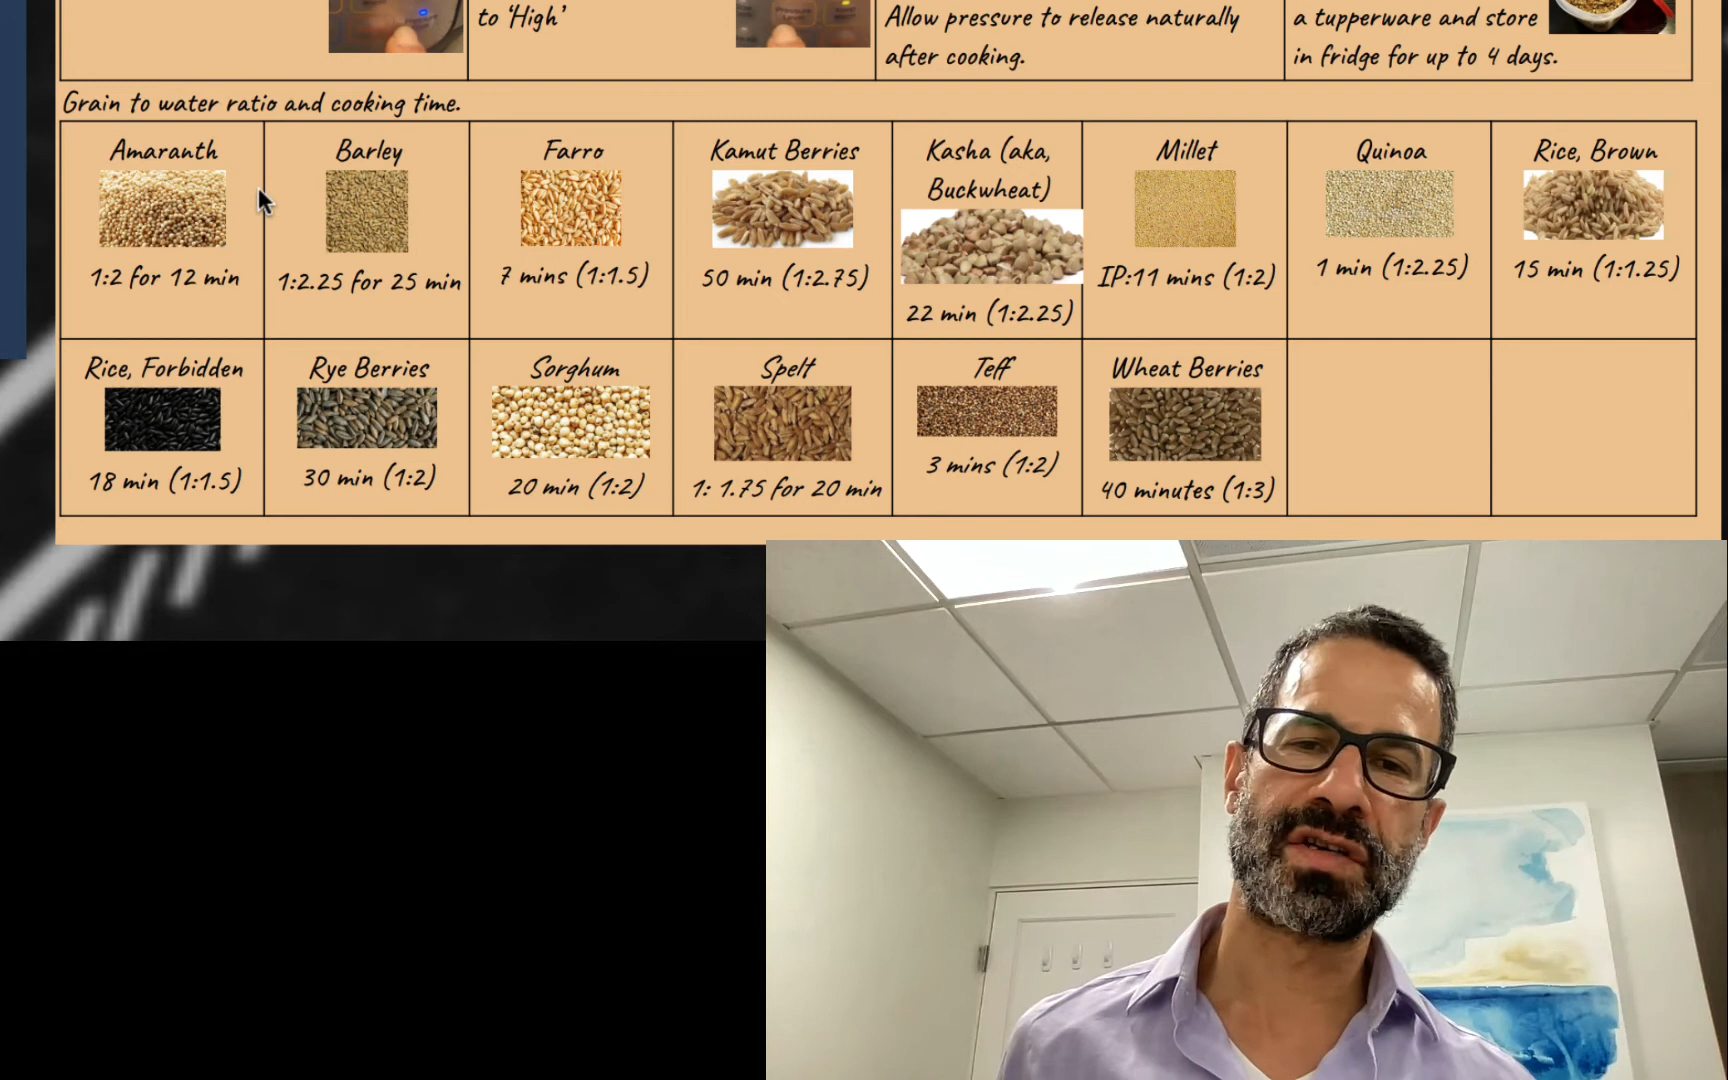 to ‘High’
Allow pressure to release naturally
after cooking.
a tupperware and store
in fridge for up to 4 days.
Grain to water ratio and cooking time.
Amaranth
1:2 for 12 min
Barley
1:2.25 for 25 min
Farro
7 mins (1:1.5)
Kamut Berries
50 min (1:2.75)
Kasha (aka,
Buckwheat)
22 min (1:2.25)
Millet
IP:11 mins (1:2)
Quinoa
1 min (1:2.25)
Rice, Brown
15 min (1:1.25)
Rice, Forbidden
18 min (1:1.5)
Rye Berries
30 min (1:2)
Sorghum
20 min (1:2)
Spelt
1: 1.75 for 20 min
Teff
3 mins (1:2)
Wheat Berries
40 minutes (1:3)